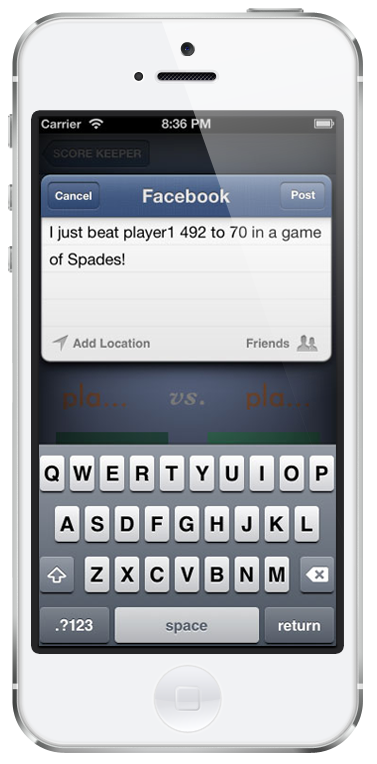 Carrier 8:36 PM
SCORE KEEPER
Cancel Facebook Post
I just beat player1 492 to 70 in a game
of Spades!
Add Location Friends
pla... vs. pla...
Q W E R T Y U I O P
A S D F G H J K L
Z X C V B N M
.?123 space return